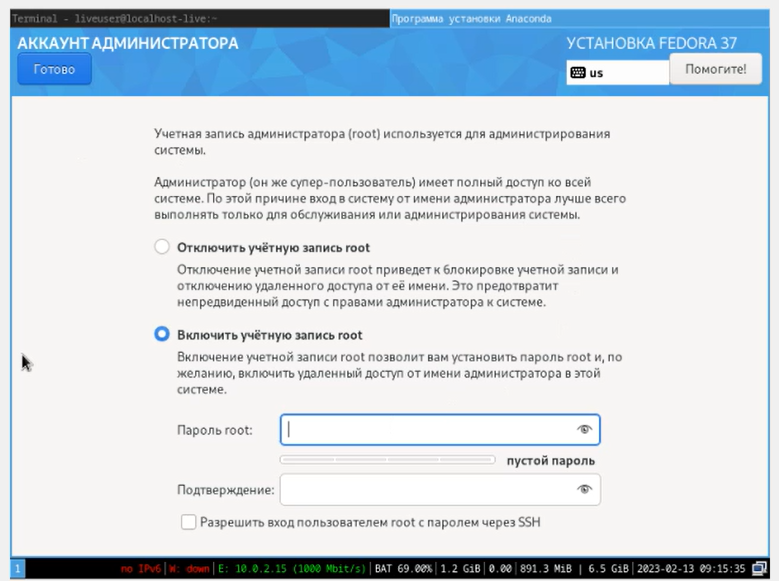 Terminal - liveuser@localhost-live:~
Программа установки Anaconda
АККАУНТ АДМИНИСТРАТОРА
УСТАНОВКА FEDORA 37
Готово
us
Помогите!
Учетная запись администратора (root) используется для администрирования
системы.
Администратор (он же супер-пользователь) имеет полный доступ ко всей
системе. По этой причине вход в систему от имени администратора лучше всего
выполнять только для обслуживания или администрирования системы.
Отключить учётную запись root
Отключение учетной записи root приведет к блокировке учетной записи и
отключению удаленного доступа от её имени. Это предотвратит
непредвиденный доступ с правами администратора к системе.
Включить учётную запись root
Включение учетной записи root позволит вам установить пароль root и, по
желанию, включить удаленный доступ от имени администратора в этой
системе.
Пароль root:
пустой пароль
Подтверждение:
Разрешить вход пользователем root с паролем через SSH
1
no IPv6|W: down|E: 10.0.2.15 (1000 Mbit/s)|BAT 69.00%|1.2 GiB|0.00|891.3 MiB | 6.5 GiB|2023-02-13 09:15:35